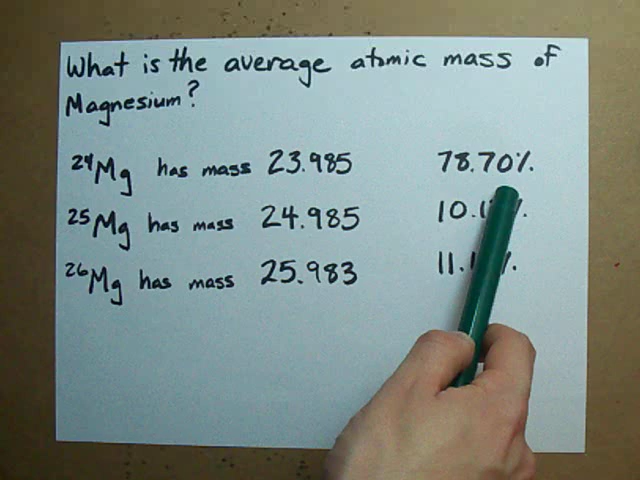 What is the average atomic mass of
Magnesium?
²⁴Mg has mass 23.985 78.70%.
²⁵Mg has mass 24.985
²⁶Mg has mass 25.983